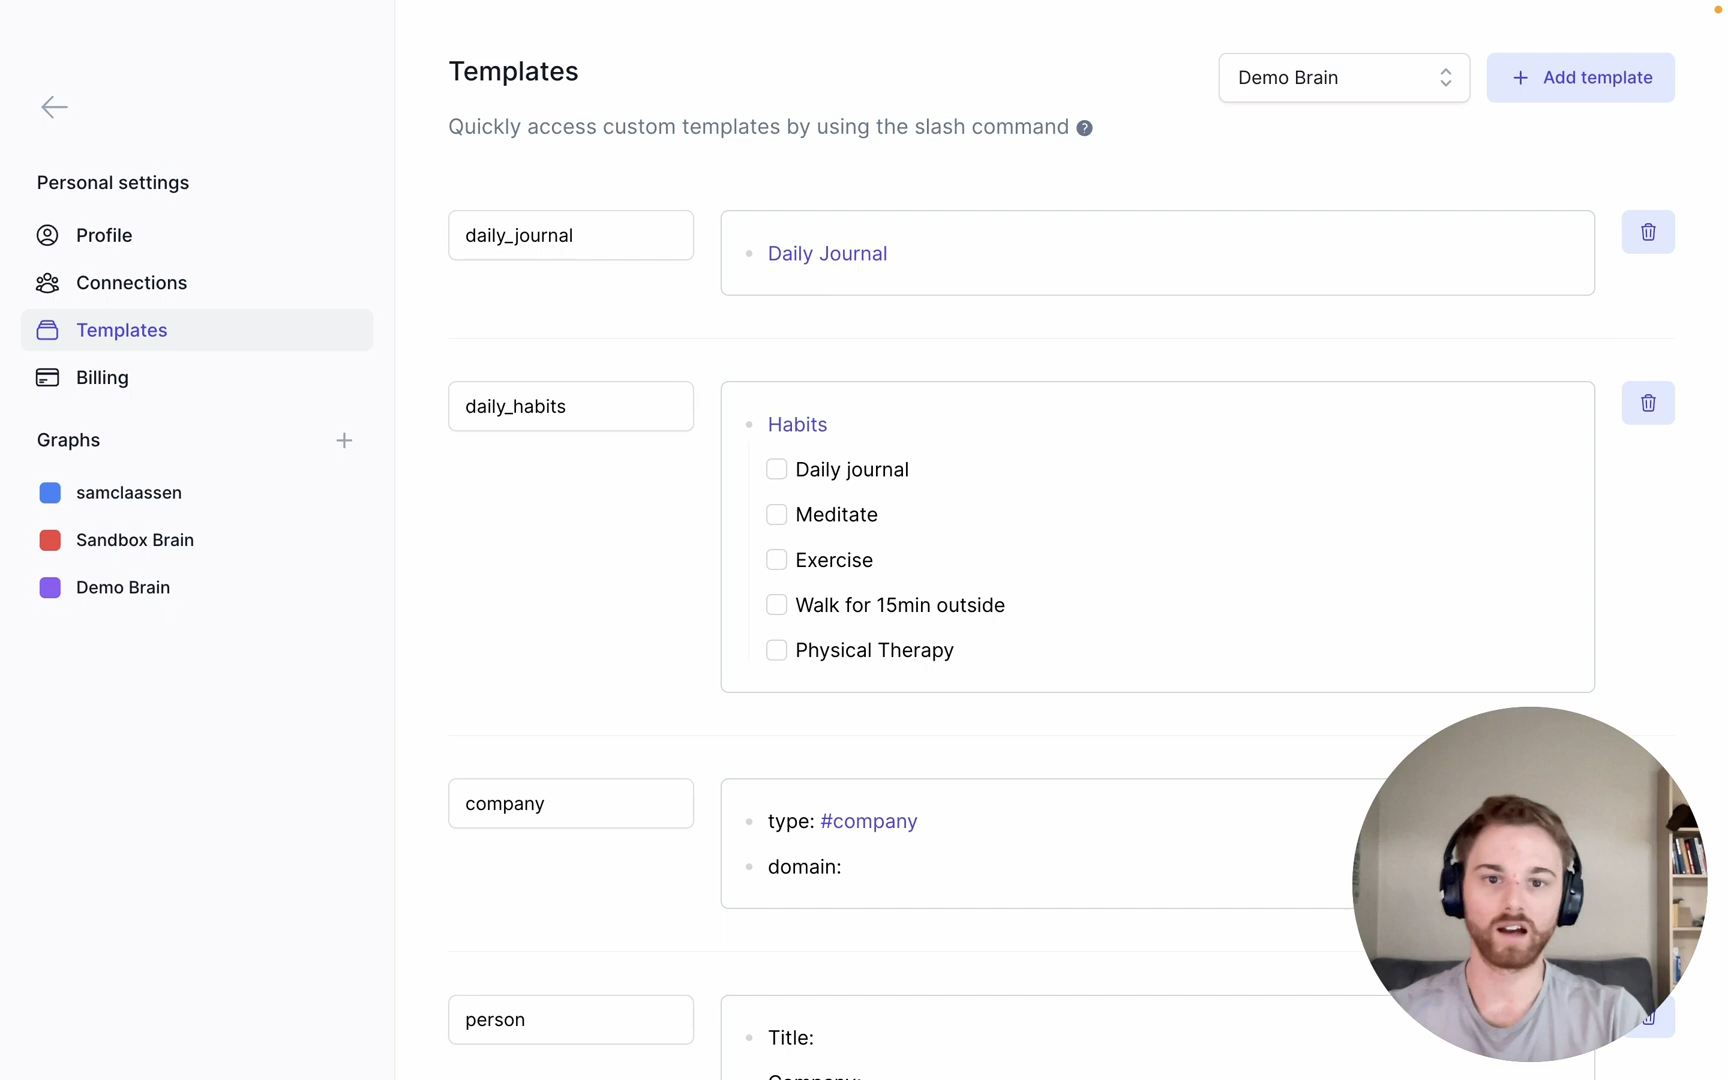 Templates
Demo Brain
+ Add template
Quickly access custom templates by using the slash command ?
Personal settings
Profile
Connections
Templates
Billing
Graphs
samclaassen
Sandbox Brain
Demo Brain
daily_journal
Daily Journal
daily_habits
Habits
Daily journal
Meditate
Exercise
Walk for 15min outside
Physical Therapy
company
type: #company
domain:
person
Title:
Company: